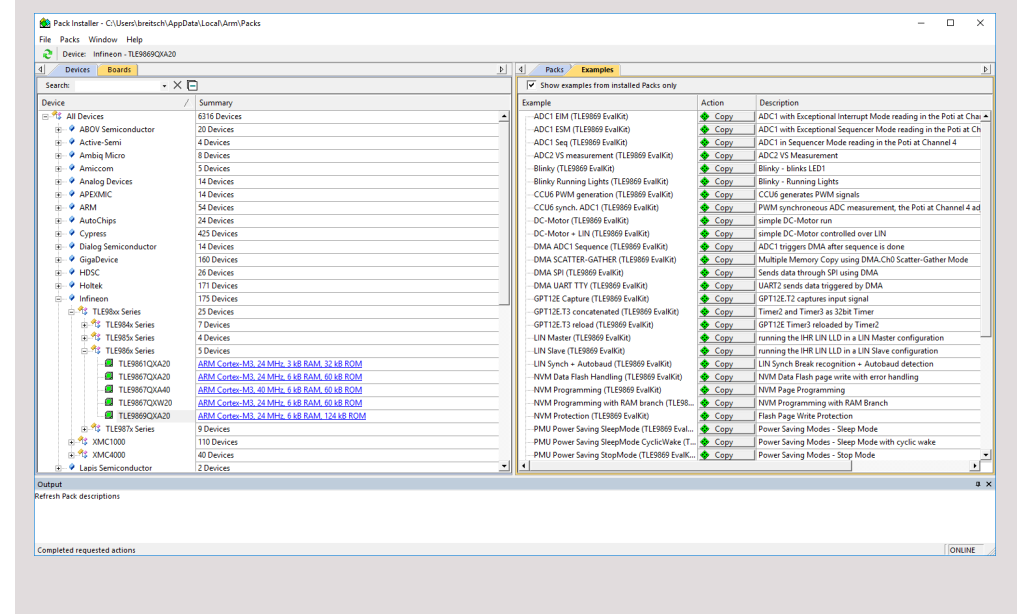 Pack Installer - C:\Users\breitsch\AppData\Local\Arm\Packs
File Packs Window Help
Device: Infineon - TLE9869QXA20
Devices Boards
Search:
Device / Summary
All Devices 6316 Devices
ABOV Semiconductor 20 Devices
Active-Semi 4 Devices
Ambiq Micro 8 Devices
Amiccom 5 Devices
Analog Devices 14 Devices
APEXMIC 14 Devices
ARM 54 Devices
AutoChips 24 Devices
Cypress 425 Devices
Dialog Semiconductor 14 Devices
GigaDevice 160 Devices
HDSC 26 Devices
Holtek 171 Devices
Infineon 175 Devices
TLE98xx Series 25 Devices
TLE984x Series 7 Devices
TLE985x Series 4 Devices
TLE986x Series 5 Devices
TLE9861QXA20 ARM Cortex-M3, 24 MHz, 3 kB RAM, 32 kB ROM
TLE9867QXA20 ARM Cortex-M3, 24 MHz, 6 kB RAM, 60 kB ROM
TLE9867QXA40 ARM Cortex-M3, 40 MHz, 6 kB RAM, 60 kB ROM
TLE9867QXW20 ARM Cortex-M3, 24 MHz, 6 kB RAM, 60 kB ROM
TLE9869QXA20 ARM Cortex-M3, 24 MHz, 6 kB RAM, 124 kB ROM
TLE987x Series 9 Devices
XMC1000 110 Devices
XMC4000 40 Devices
Lapis Semiconductor 2 Devices
Packs Examples
Show examples from installed Packs only
Example Action Description
ADC1 EIM (TLE9869 EvalKit) Copy ADC1 with Exceptional Interrupt Mode reading in the Poti at Char
ADC1 ESM (TLE9869 EvalKit) Copy ADC1 with Exceptional Sequencer Mode reading in the Poti at Ch
ADC1 Seq (TLE9869 EvalKit) Copy ADC1 in Sequencer Mode reading in the Poti at Channel 4
ADC2 VS measurement (TLE9869 EvalKit) Copy ADC2 VS Measurement
Blinky (TLE9869 EvalKit) Copy Blinky - blinks LED1
Blinky Running Lights (TLE9869 EvalKit) Copy Blinky - Running Lights
CCU6 PWM generation (TLE9869 EvalKit) Copy CCU6 generates PWM signals
CCU6 synch. ADC1 (TLE9869 EvalKit) Copy PWM synchroneous ADC measurement, the Poti at Channel 4 ad
DC-Motor (TLE9869 EvalKit) Copy simple DC-Motor run
DC-Motor + LIN (TLE9869 EvalKit) Copy simple DC-Motor controlled over LIN
DMA ADC1 Sequence (TLE9869 EvalKit) Copy ADC1 triggers DMA after sequence is done
DMA SCATTER-GATHER (TLE9869 EvalKit) Copy Multiple Memory Copy using DMA.Ch0 Scatter-Gather Mode
DMA SPI (TLE9869 EvalKit) Copy Sends data through SPI using DMA
DMA UART TTY (TLE9869 EvalKit) Copy UART2 sends data triggered by DMA
GPT12E Capture (TLE9869 EvalKit) Copy GPT12E.T2 captures input signal
GPT12E.T3 concatenated (TLE9869 EvalKit) Copy Timer2 and Timer3 as 32bit Timer
GPT12E.T3 reload (TLE9869 EvalKit) Copy GPT12E Timer3 reloaded by Timer2
LIN Master (TLE9869 EvalKit) Copy running the IHR LIN LLD in a LIN Master configuration
LIN Slave (TLE9869 EvalKit) Copy running the IHR LIN LLD in a LIN Slave configuration
LIN Synch + Autobaud (TLE9869 EvalKit) Copy LIN Synch Break recognition + Autobaud detection
NVM Data Flash Handling (TLE9869 EvalKit) Copy NVM Data Flash page write with error handling
NVM Programming (TLE9869 EvalKit) Copy NVM Page Programming
NVM Programming with RAM branch (TLE98... Copy NVM Programming with RAM Branch
NVM Protection (TLE9869 EvalKit) Copy Flash Page Write Protection
PMU Power Saving SleepMode (TLE9869 Eval... Copy Power Saving Modes - Sleep Mode
PMU Power Saving SleepMode CyclicWake (T... Copy Power Saving Modes - Sleep Mode with cyclic wake
PMU Power Saving StopMode (TLE9869 EvalK... Copy Power Saving Modes - Stop Mode
Output
Refresh Pack descriptions
Completed requested actions ONLINE